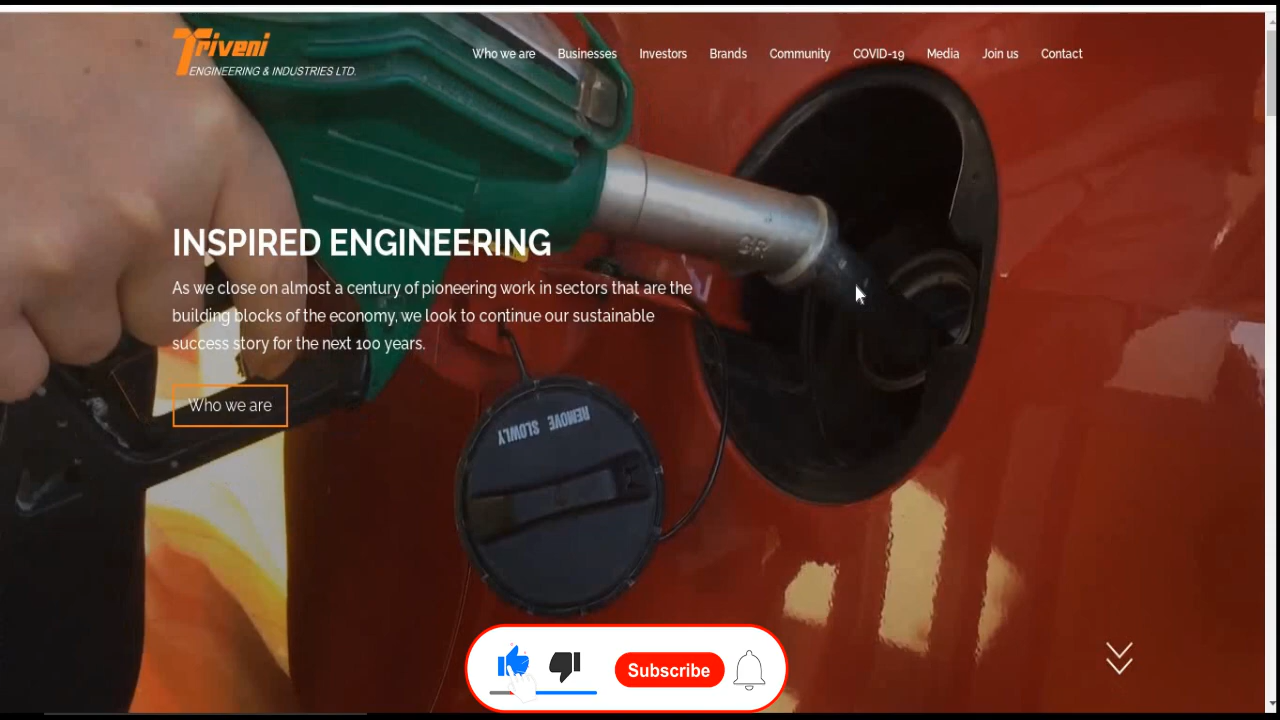 Triveni
ENGINEERING & INDUSTRIES LTD.
Who we are Businesses Investors Brands Community COVID-19 Media Join us Contact
GR
INSPIRED ENGINEERING
As we close on almost a century of pioneering work in sectors that are the
building blocks of the economy, we look to continue our sustainable
success story for the next 100 years.
Who we are
REMOVE SLOWLY
Subscribe